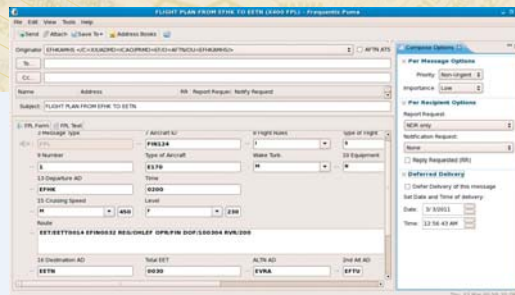 FLIGHT PLAN FROM EFHK TO EETN (X400 FPL) - Frequentis Puma
File Edit View Tools Help
Send Attach Save To Address Books
Originator AFTN ATS
To...
Cc...
Name Address RR Report Request Notify Request
Subject: FLIGHT PLAN FROM EFHK TO EETN
FPL Form FPL Text
3 Message Type 7 Aircraft ID 8 Flight Rules Type of Flight
FPL FIN124 I
9 Number Type of Aircraft Wake Turb. 10 Equipment
1 E170 M
13 Departure AD Time
EFHK 0200
15 Cruising Speed Level
M 450 F 230
Route
16 Destination AD Total EET ALTN AD 2nd Alt AD
EETN 0030 EVRA EFTU
Compose Options
Per Message Options
Priority: Non-Urgent
Importance: Low
Per Recipient Options
Report Request:
NDR only
Notification Request:
None
Reply Requested (RR)
Deferred Delivery
Defer Delivery of this message
Set Date and Time of delivery:
Date: 3/ 3/2011
Time: 12:56:43 AM